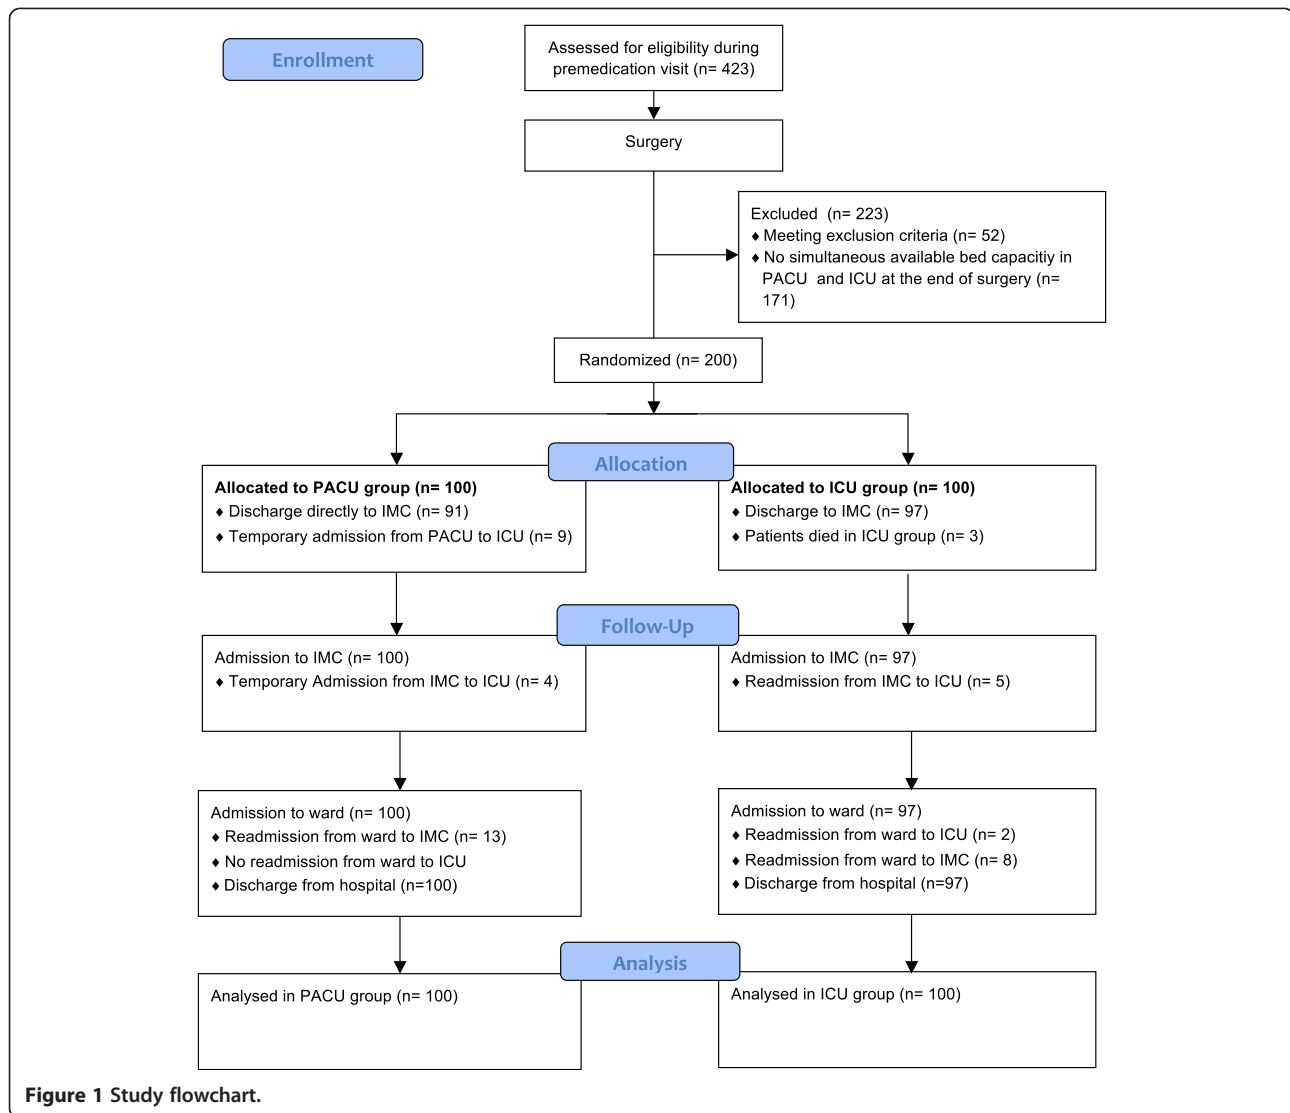 Enrollment
Assessed for eligibility during
premedication visit (n= 423)
Surgery
Excluded  (n= 223)
♦ Meeting exclusion criteria (n= 52)
♦ No simultaneous available bed capacitiy in
PACU  and ICU at the end of surgery (n=
171)
Randomized (n= 200)
Allocation
Allocated to PACU group (n= 100)
♦ Discharge directly to IMC (n= 91)
♦ Temporary admission from PACU to ICU (n= 9)
Allocated to ICU group (n= 100)
♦ Discharge to IMC (n= 97)
♦ Patients died in ICU group (n= 3)
Follow-Up
Admission to IMC (n= 100)
♦ Temporary Admission from IMC to ICU (n= 4)
Admission to IMC (n= 97)
♦ Readmission from IMC to ICU (n= 5)
Admission to ward (n= 100)
♦ Readmission from ward to IMC (n= 13)
♦ No readmission from ward to ICU
♦ Discharge from hospital (n=100)
Admission to ward (n= 97)
♦ Readmission from ward to ICU (n= 2)
♦ Readmission from ward to IMC (n= 8)
♦ Discharge from hospital (n=97)
Analysis
Analysed in PACU group (n= 100)
Analysed in ICU group (n= 100)
Figure 1 Study flowchart.